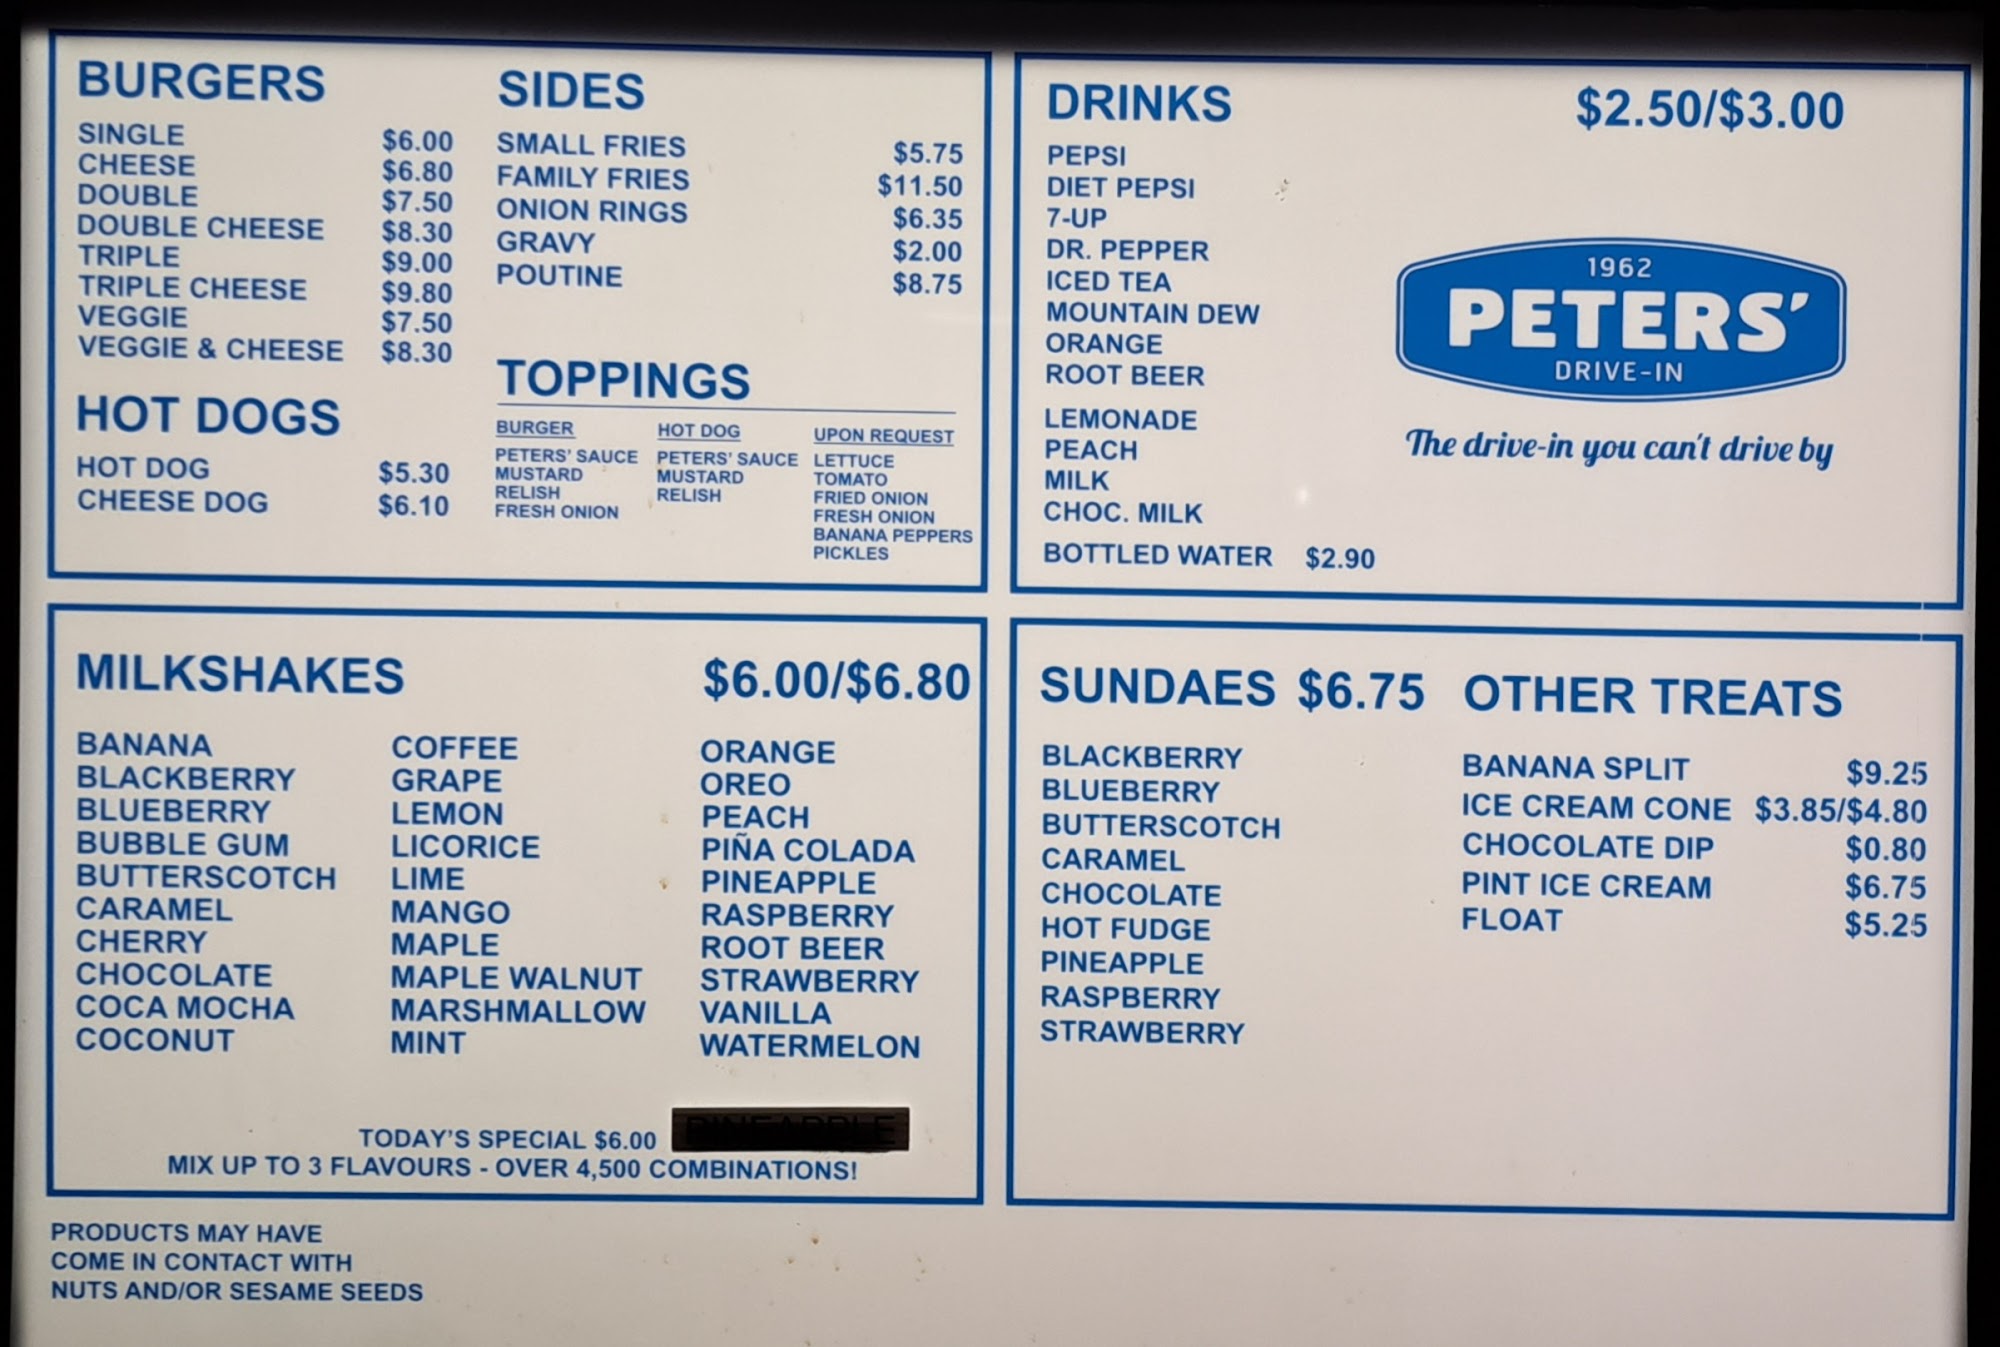 BURGERS
SINGLE $6.00
CHEESE $6.80
DOUBLE $7.50
DOUBLE CHEESE $8.30
TRIPLE $9.00
TRIPLE CHEESE $9.80
VEGGIE $7.50
VEGGIE & CHEESE $8.30
HOT DOGS
HOT DOG $5.30
CHEESE DOG $6.10
SIDES
SMALL FRIES $5.75
FAMILY FRIES $11.50
ONION RINGS $6.35
GRAVY $2.00
POUTINE $8.75
TOPPINGS
BURGER
PETERS' SAUCE
MUSTARD
RELISH
FRESH ONION
HOT DOG
PETERS' SAUCE
MUSTARD
RELISH
UPON REQUEST
LETTUCE
TOMATO
FRIED ONION
FRESH ONION
BANANA PEPPERS
PICKLES
DRINKS $2.50/$3.00
PEPSI
DIET PEPSI
7-UP
DR. PEPPER
ICED TEA
MOUNTAIN DEW
ORANGE
ROOT BEER
LEMONADE
PEACH
MILK
CHOC. MILK
BOTTLED WATER $2.90
1962
PETERS'
DRIVE-IN
The drive-in you can't drive by
MILKSHAKES $6.00/$6.80
BANANA
BLACKBERRY
BLUEBERRY
BUBBLE GUM
BUTTERSCOTCH
CARAMEL
CHERRY
CHOCOLATE
COCA MOCHA
COCONUT
COFFEE
GRAPE
LEMON
LICORICE
LIME
MANGO
MAPLE
MAPLE WALNUT
MARSHMALLOW
MINT
ORANGE
OREO
PEACH
PIÑA COLADA
PINEAPPLE
RASPBERRY
ROOT BEER
STRAWBERRY
VANILLA
WATERMELON
TODAY'S SPECIAL $6.00 PINEAPPLE
MIX UP TO 3 FLAVOURS - OVER 4,500 COMBINATIONS!
SUNDAES $6.75
BLACKBERRY
BLUEBERRY
BUTTERSCOTCH
CARAMEL
CHOCOLATE
HOT FUDGE
PINEAPPLE
RASPBERRY
STRAWBERRY
OTHER TREATS
BANANA SPLIT $9.25
ICE CREAM CONE $3.85/$4.80
CHOCOLATE DIP $0.80
PINT ICE CREAM $6.75
FLOAT $5.25
PRODUCTS MAY HAVE
COME IN CONTACT WITH
NUTS AND/OR SESAME SEEDS